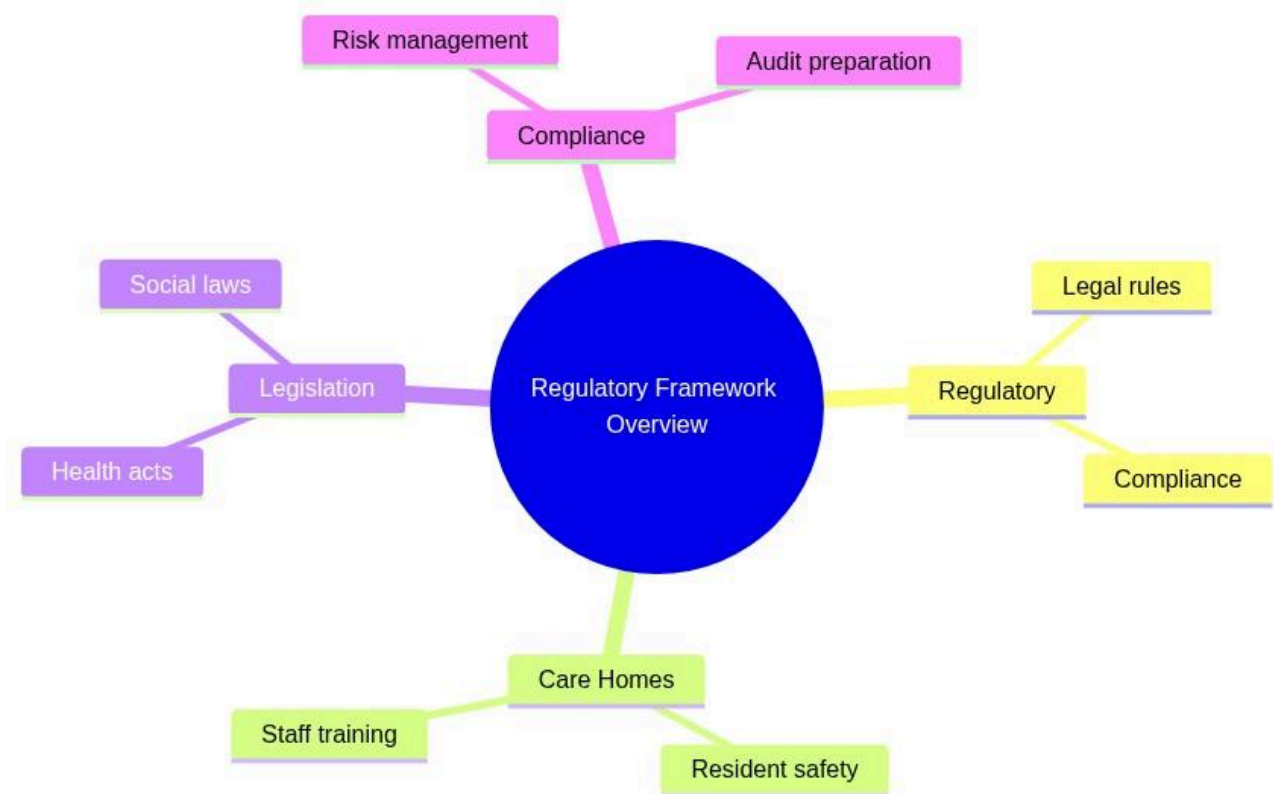 Risk management
Audit preparation
Compliance
Social laws
Legal rules
Legislation
Regulatory Framework
Overview
Regulatory
Health acts
Compliance
Care Homes
Staff training
Resident safety